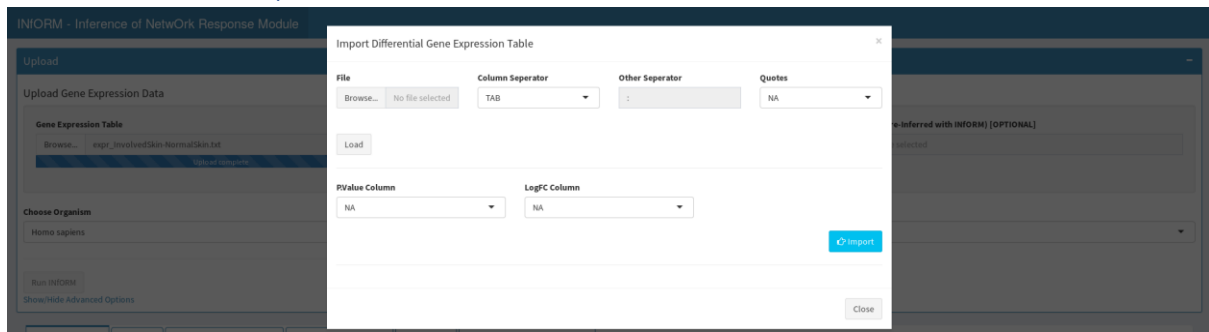 INfORM - Inference of NetwOrk Response Module
Import Differential Gene Expression Table ×
Upload −
File Column Seperator Other Seperator Quotes
Browse... No file selected TAB : NA
Upload Gene Expression Data
Gene Expression Table
e-Inferred with INfORM) [OPTIONAL]
Browse... expr_InvolvedSkin-NormalSkin.txt
selected
Upload complete
Load
P.Value Column LogFC Column
NA NA
Choose Organism
Homo sapiens
Import
Run INfORM
Show/Hide Advanced Options
Close